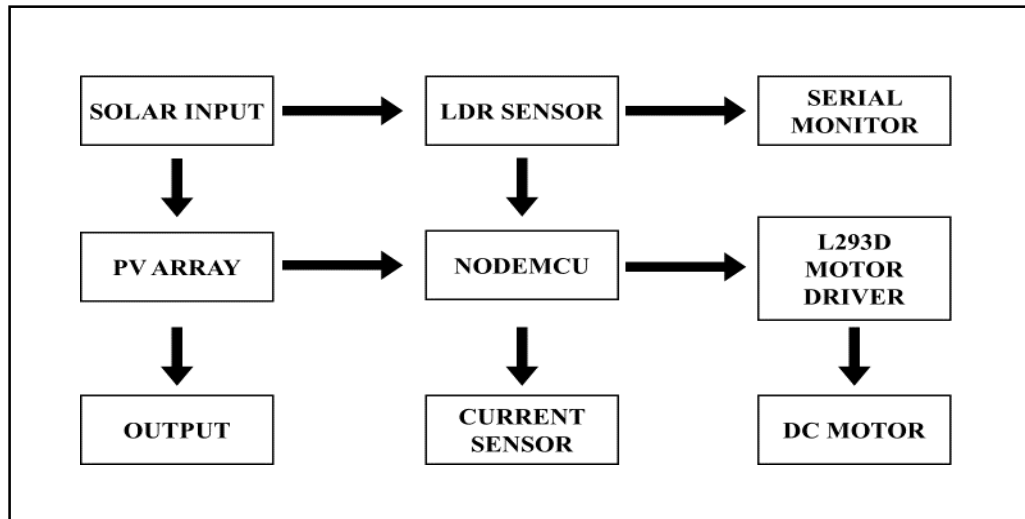 SOLAR INPUT
LDR SENSOR
SERIAL
MONITOR
PV ARRAY
NODEMCU
L293D
MOTOR
DRIVER
OUTPUT
CURRENT
SENSOR
DC MOTOR